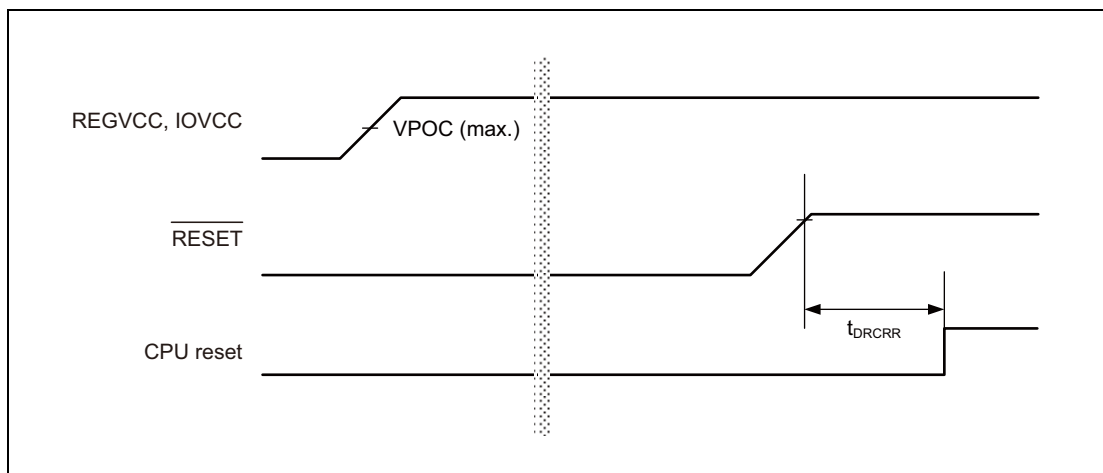 REGVCC, IOVCC
VPOC (max.)
RESET
tDRCRR
CPU reset